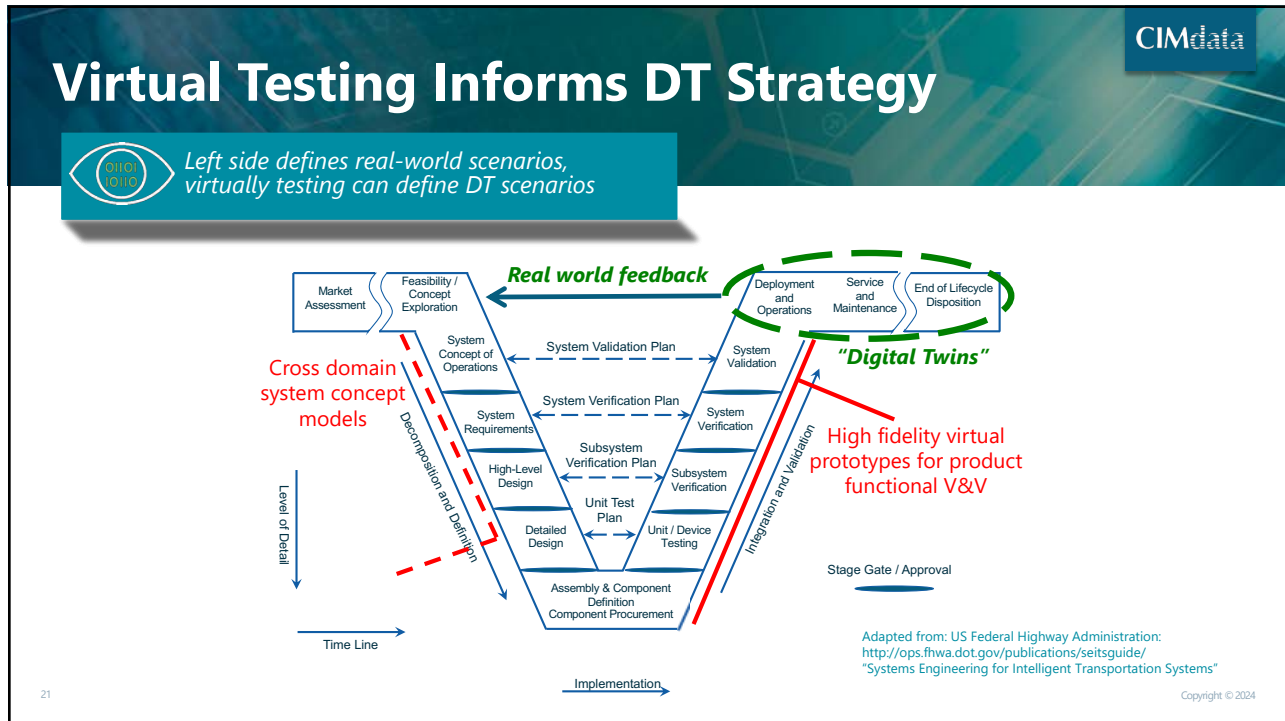 CIMdata
Virtual Testing Informs DT Strategy
01101
10110
Left side defines real-world scenarios,
virtually testing can define DT scenarios
Real world feedback
Market
Assessment
Feasibility /
Concept
Exploration
Deployment
and
Operations
Service
and
Maintenance
End of Lifecycle
Disposition
"Digital Twins"
System
Concept of
Operations
System Validation Plan
System
Validation
Cross domain
system concept
models
System
Requirements
System Verification Plan
System
Verification
High fidelity virtual
prototypes for product
functional V&V
High-Level
Design
Subsystem
Verification Plan
Subsystem
Verification
Decomposition and Definition
Integration and Validation
Level of Detail
Detailed
Design
Unit Test
Plan
Unit / Device
Testing
Assembly & Component
Definition
Component Procurement
Stage Gate / Approval
Time Line
Implementation
Adapted from: US Federal Highway Administration:
http://ops.fhwa.dot.gov/publications/seitsguide/
"Systems Engineering for Intelligent Transportation Systems"
21
Copyright © 2024